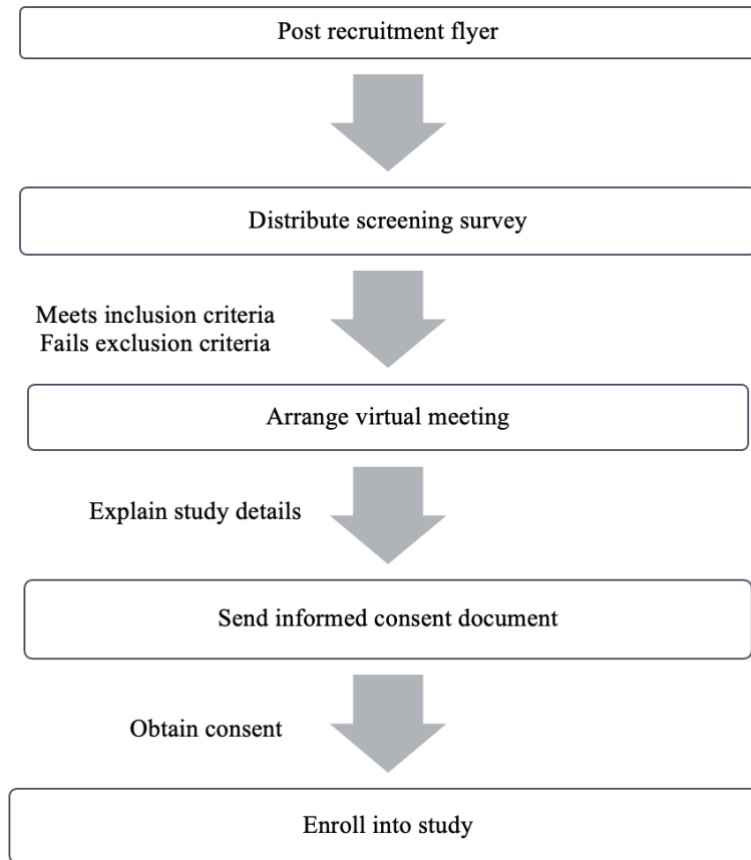 Post recruitment flyer
Distribute screening survey
Meets inclusion criteria
Fails exclusion criteria
Arrange virtual meeting
Explain study details
Send informed consent document
Obtain consent
Enroll into study